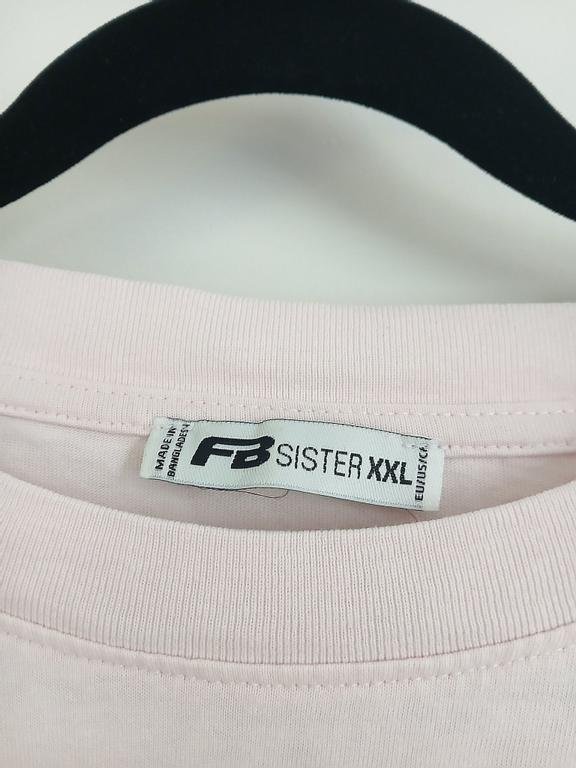 MADE IN
BANGLADESH
FB SISTER XXL
EU/US/CA